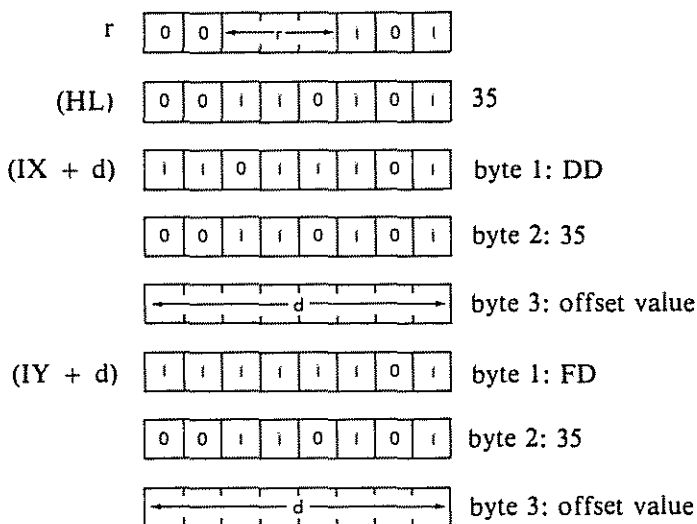 r 0 0 r 1 0 1
(HL) 0 0 1 1 0 1 0 1 35
(IX + d) 1 1 0 1 1 1 0 1 byte 1: DD
0 0 1 1 0 1 0 1 byte 2: 35
d byte 3: offset value
(IY + d) 1 1 1 1 1 1 0 1 byte 1: FD
0 0 1 1 0 1 0 1 byte 2: 35
d byte 3: offset value